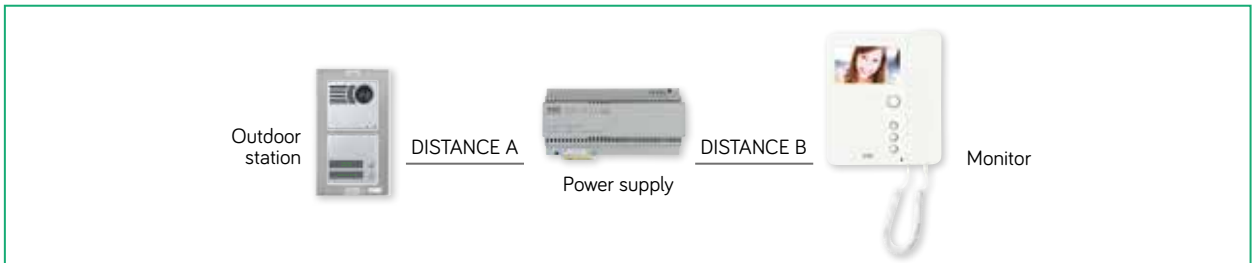 Outdoor
station
DISTANCE A
Power supply
DISTANCE B
Monitor